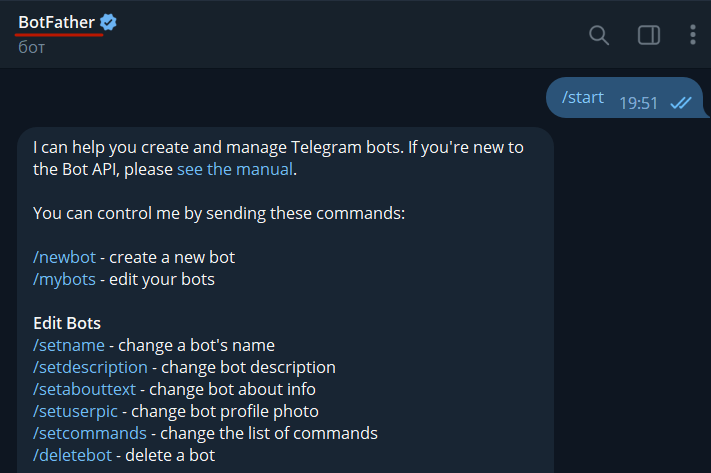 BotFather
бот
/start 19:51
I can help you create and manage Telegram bots. If you're new to
the Bot API, please see the manual.
You can control me by sending these commands:
/newbot - create a new bot
/mybots - edit your bots
Edit Bots
/setname - change a bot's name
/setdescription - change bot description
/setabouttext - change bot about info
/setuserpic - change bot profile photo
/setcommands - change the list of commands
/deletebot - delete a bot